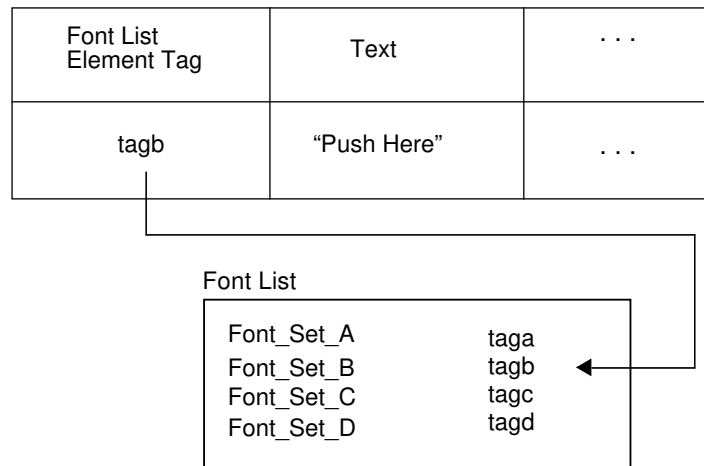 Font List
Element Tag
Text
. . .
tagb
“Push Here”
. . .
Font List
Font_Set_A taga
Font_Set_B tagb
Font_Set_C tagc
Font_Set_D tagd